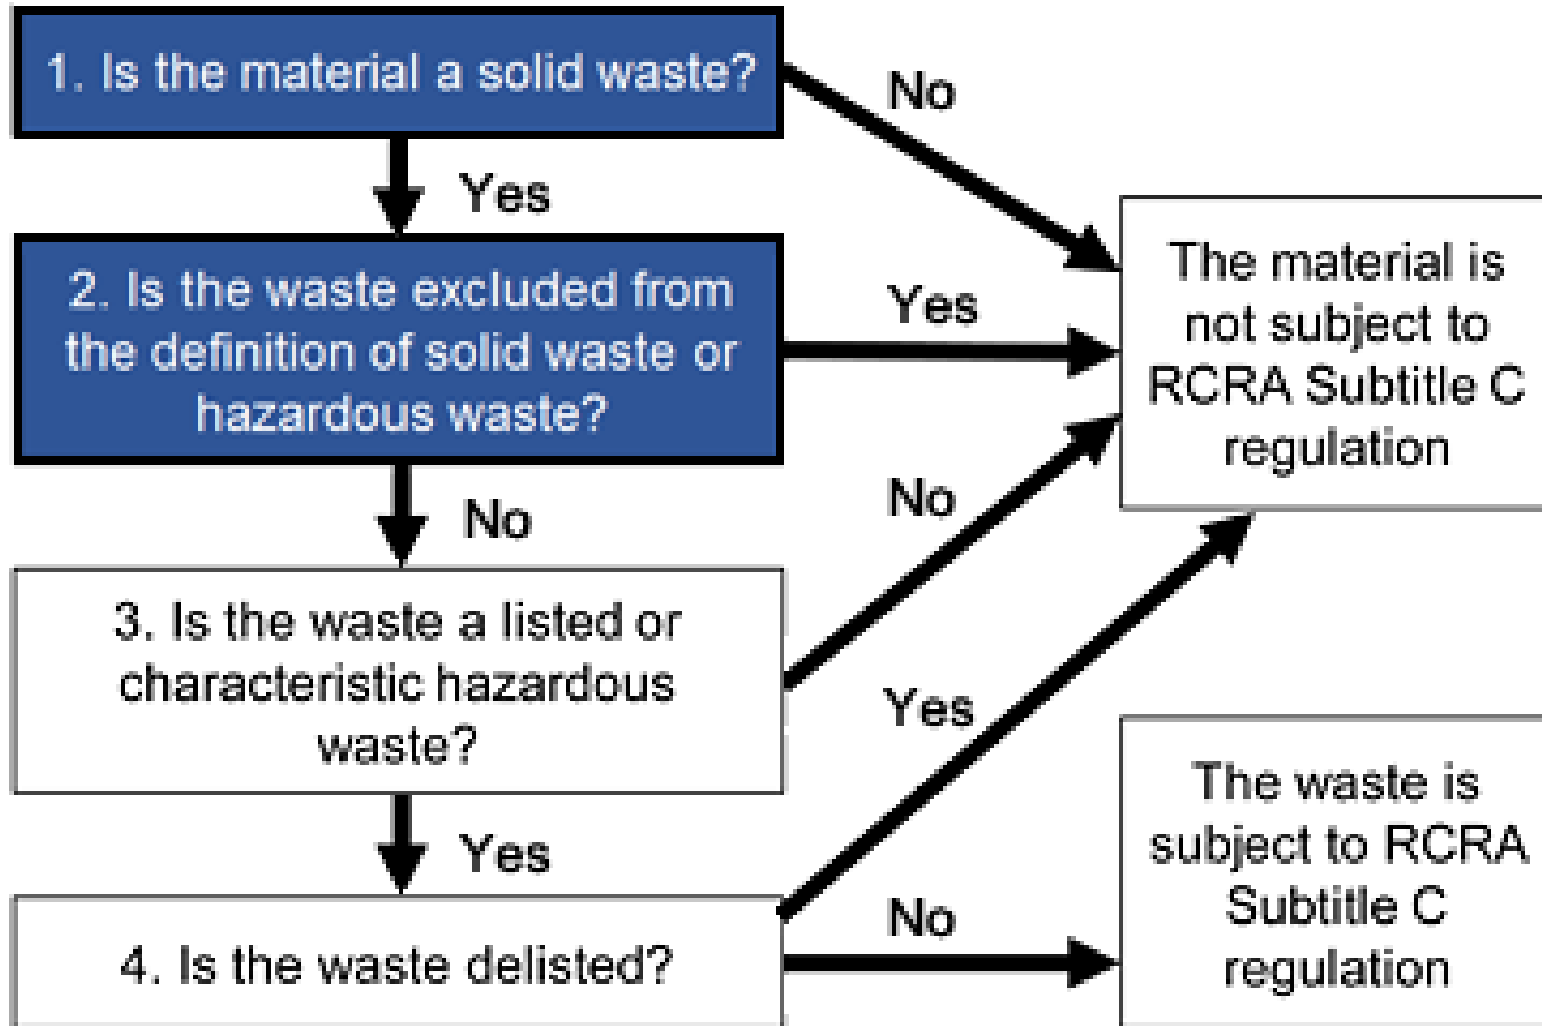 1. Is the material a solid waste?
No
Yes
2. Is the waste excluded from
the definition of solid waste or
hazardous waste?
Yes
No
3. Is the waste a listed or
characteristic hazardous
waste?
No
Yes
4. Is the waste delisted?
Yes
No
The material is
not subject to
RCRA Subtitle C
regulation
The waste is
subject to RCRA
Subtitle C
regulation